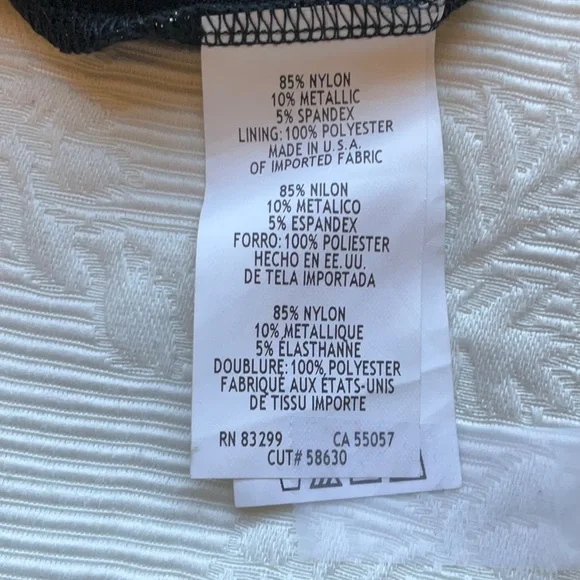 85% NYLON
10% METALLIC
5% SPANDEX
LINING: 100% POLYESTER
MADE IN U.S.A.
OF IMPORTED FABRIC
85% NILON
10% METALICO
5% ESPANDEX
FORRO: 100% POLIESTER
HECHO EN EE.UU.
DE TELA IMPORTADA
85% NYLON
10% METALLIQUE
5% ÉLASTHANNE
DOUBLURE: 100% POLYESTER
FABRIQUÉ AUX ÉTATS-UNIS
DE TISSU IMPORTE
RN 83299 CA 55057
CUT# 58630